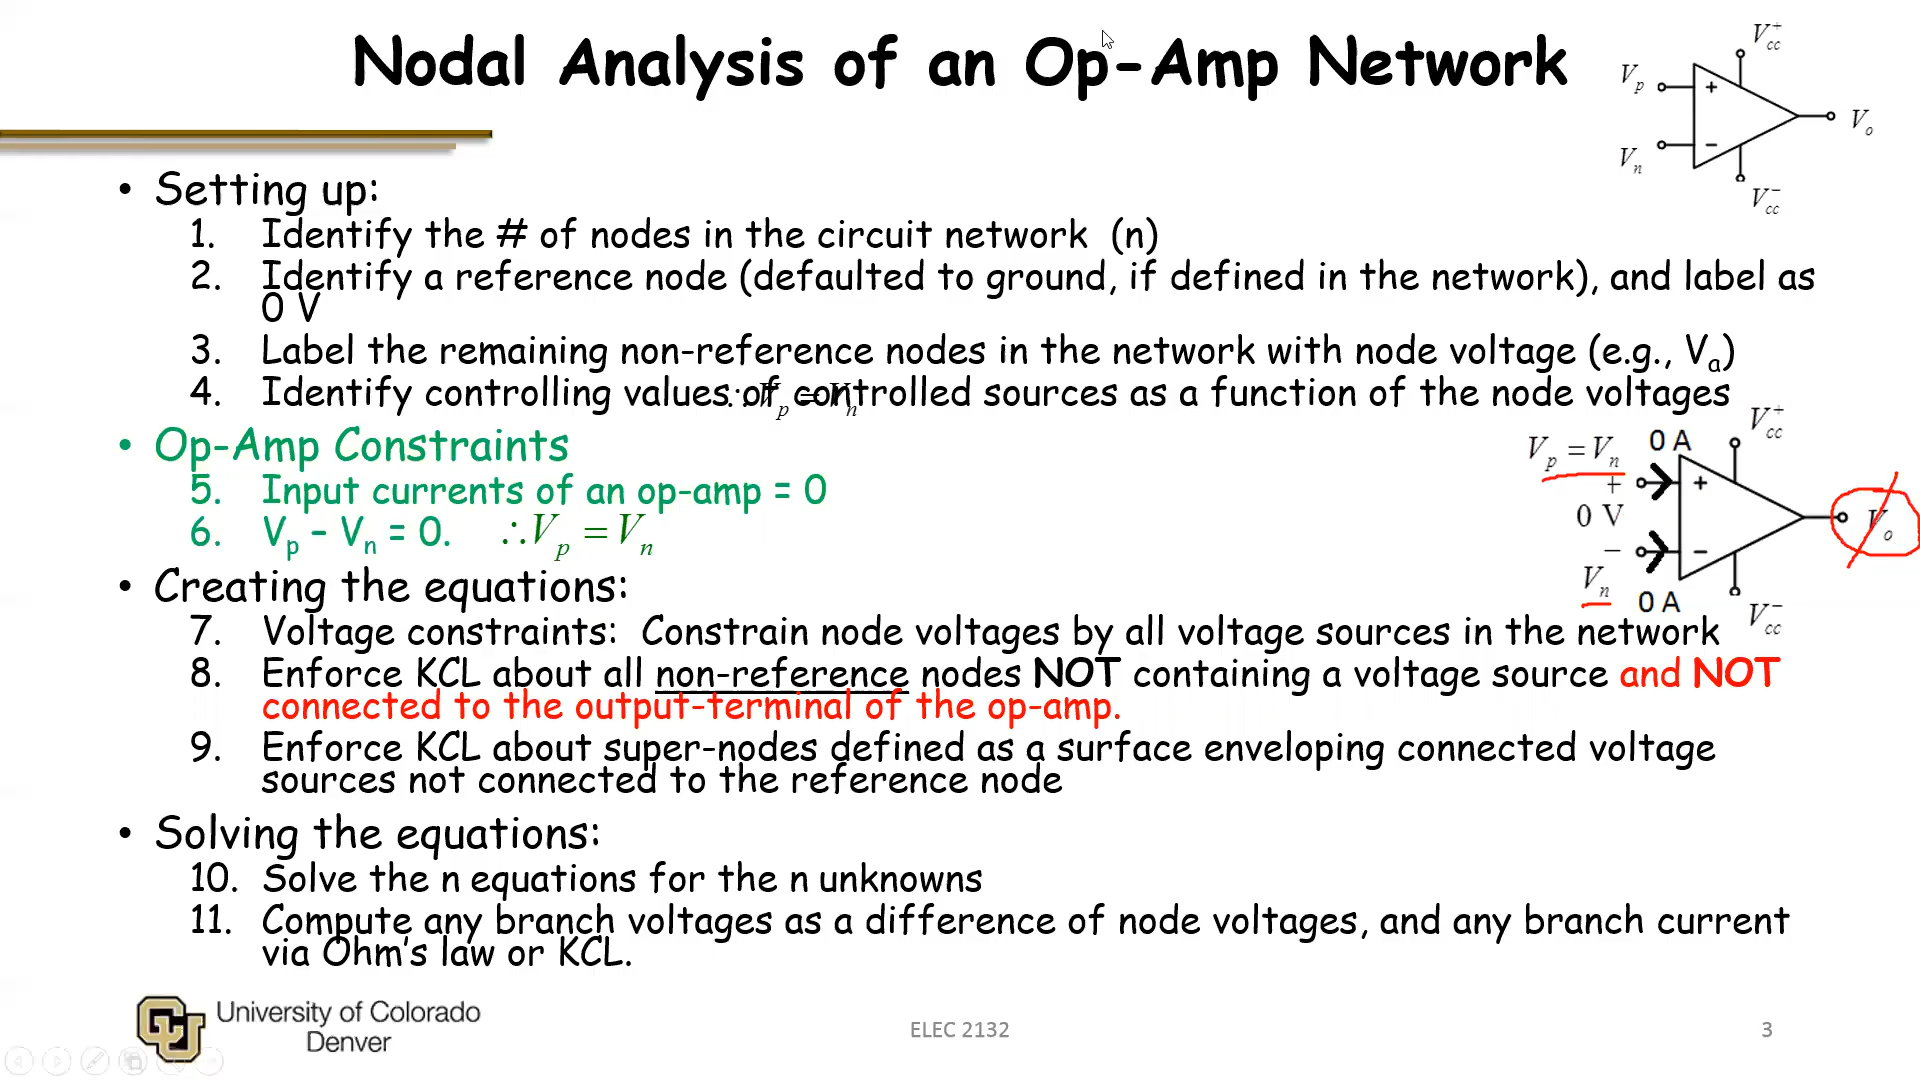 Nodal Analysis of an Op-Amp Network
V⁺cc
Vp
+
Vo
−
Vn
V⁻cc
• Setting up:
1. Identify the # of nodes in the circuit network (n)
2. Identify a reference node (defaulted to ground, if defined in the network), and label as
0 V
3. Label the remaining non-reference nodes in the network with node voltage (e.g., Va)
4. Identify controlling values of controlled sources as a function of the node voltages
∴Vp = Vn
• Op-Amp Constraints
5. Input currents of an op-amp = 0
6. Vp – Vn = 0. ∴Vp = Vn
V⁺cc
Vp = Vn 0 A
+ +
0 V
Vo
− −
Vn 0 A
V⁻cc
• Creating the equations:
7. Voltage constraints: Constrain node voltages by all voltage sources in the network
8. Enforce KCL about all non-reference nodes NOT containing a voltage source and NOT
connected to the output-terminal of the op-amp.
9. Enforce KCL about super-nodes defined as a surface enveloping connected voltage
sources not connected to the reference node
• Solving the equations:
10. Solve the n equations for the n unknowns
11. Compute any branch voltages as a difference of node voltages, and any branch current
via Ohm's law or KCL.
University of Colorado
Denver
ELEC 2132
3